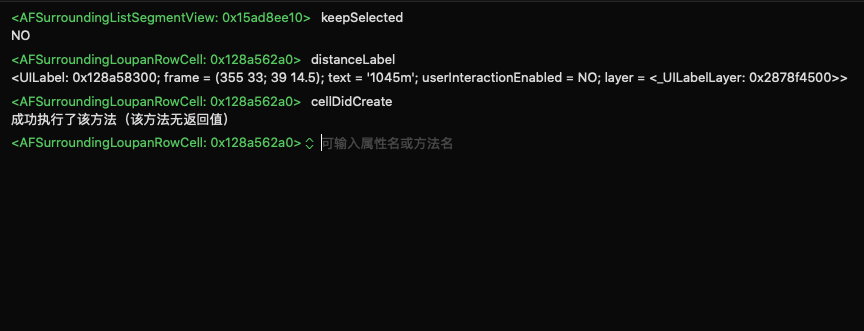 <AFSurroundingListSegmentView: 0x15ad8ee10> keepSelected
NO
<AFSurroundingLoupanRowCell: 0x128a562a0> distanceLabel
<UILabel: 0x128a58300; frame = (355 33; 39 14.5); text = '1045m'; userInteractionEnabled = NO; layer = <_UILabelLayer: 0x2878f4500>>
<AFSurroundingLoupanRowCell: 0x128a562a0> cellDidCreate
成功执行了该方法（该方法无返回值）
<AFSurroundingLoupanRowCell: 0x128a562a0> 可输入属性名或方法名